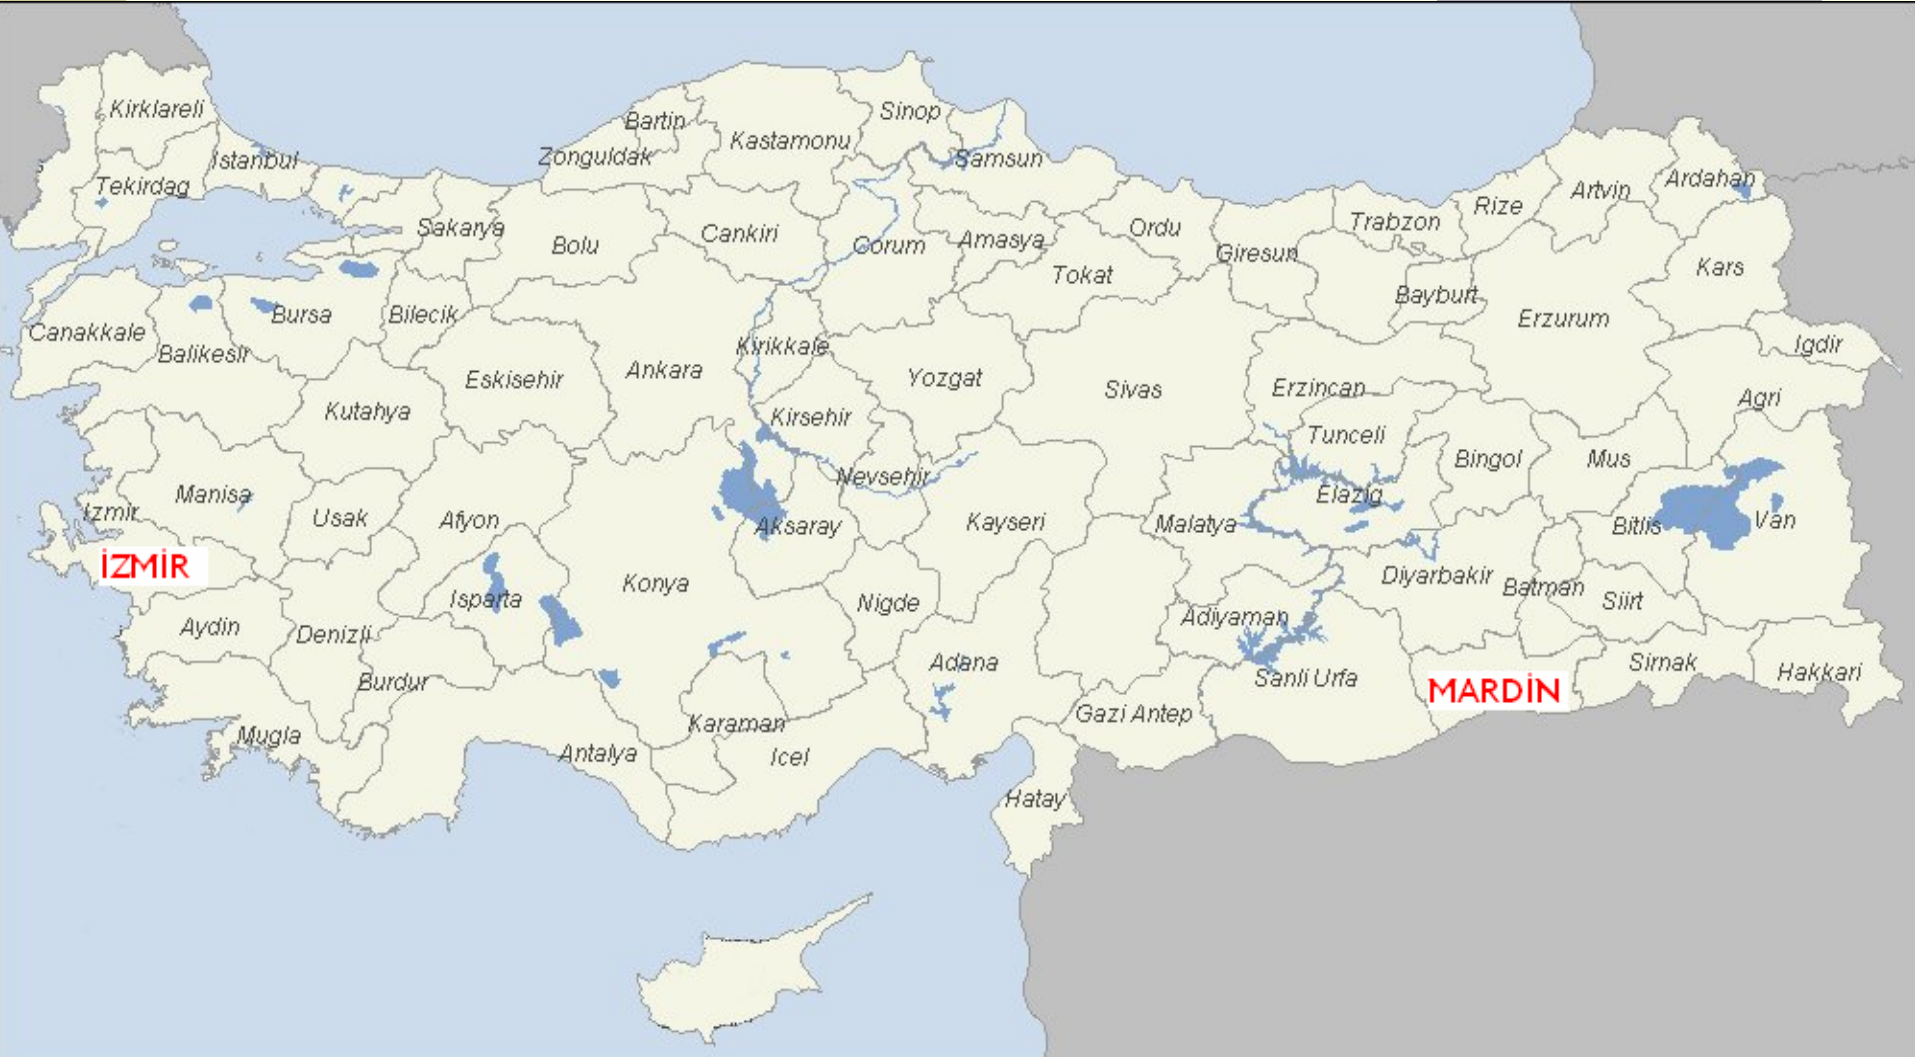 Kirklareli
Sinop
Bartin
Kastamonu
Zonguldak
Istanbul
Samsun
Tekirdag
Ardahan
Artvin
Rize
Trabzon
Sakarya
Bolu
Cankiri
Corum
Amasya
Ordu
Giresun
Tokat
Kars
Bayburt
Erzurum
Canakkale
Balikesir
Bursa
Bilecik
Kirikkale
Igdir
Eskisehir
Ankara
Yozgat
Sivas
Erzincan
Agri
Kutahya
Kirsehir
Tunceli
Bingol
Mus
Manisa
Nevsehir
Elazig
Izmir
Usak
Afyon
Aksaray
Kayseri
Malatya
Bitlis
Van
İZMİR
Konya
Isparta
Nigde
Diyarbakir
Batman
Siirt
Adiyaman
Aydin
Denizli
Burdur
Adana
Sanli Urfa
MARDİN
Sirnak
Hakkari
Mugla
Antalya
Karaman
Icel
Gazi Antep
Hatay